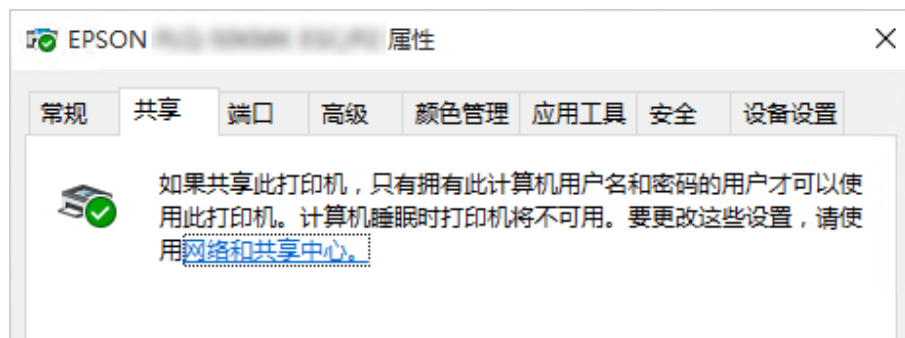 EPSON 属性
常规 共享 端口 高级 颜色管理 应用工具 安全 设备设置
如果共享此打印机，只有拥有此计算机用户名和密码的用户才可以使
用此打印机。计算机睡眠时打印机将不可用。要更改这些设置，请使
用网络和共享中心。